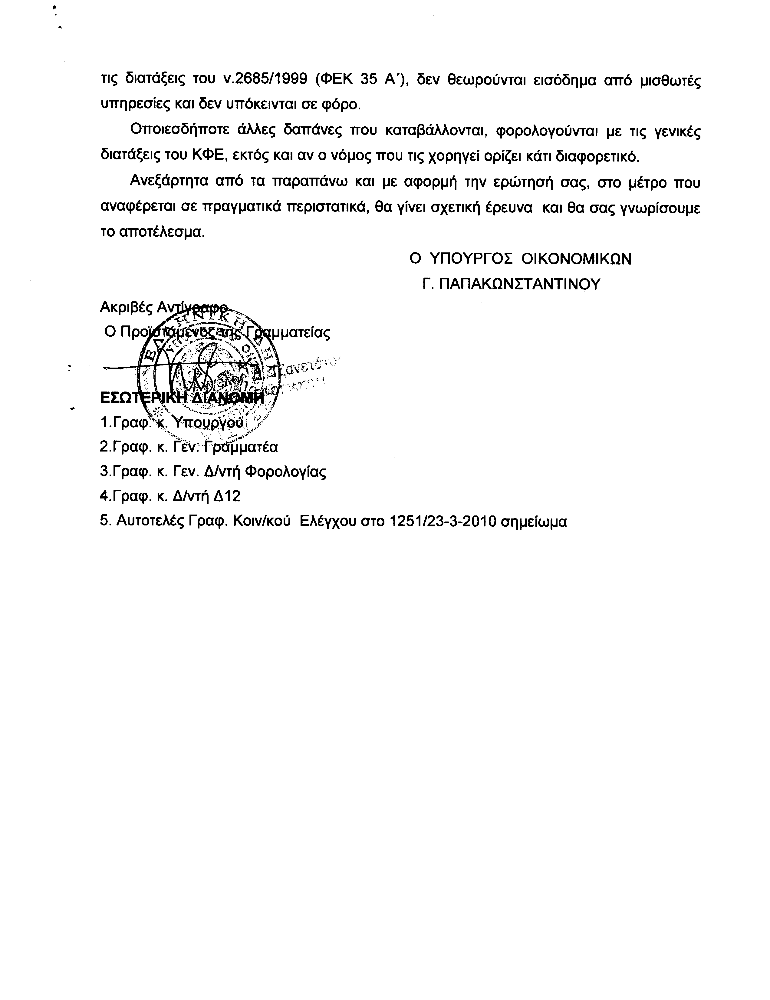 τις διατάξεις του ν.2685/1999 (ΦΕΚ 35 Α΄), δεν θεωρούνται εισόδημα από μισθωτές
υπηρεσίες και δεν υπόκεινται σε φόρο.
Οποιεσδήποτε άλλες δαπάνες που καταβάλλονται, φορολογούνται με τις γενικές
διατάξεις του ΚΦΕ, εκτός και αν ο νόμος που τις χορηγεί ορίζει κάτι διαφορετικό.
Ανεξάρτητα από τα παραπάνω και με αφορμή την ερώτησή σας, στο μέτρο που
αναφέρεται σε πραγματικά περιστατικά, θα γίνει σχετική έρευνα και θα σας γνωρίσουμε
το αποτέλεσμα.
Ο ΥΠΟΥΡΓΟΣ ΟΙΚΟΝΟΜΙΚΩΝ
Γ. ΠΑΠΑΚΩΝΣΤΑΝΤΙΝΟΥ
Ακριβές Αντίγραφο
Ο Προϊστάμενος της Γραμματείας
ΕΛΛΗΝΙΚΗ ΔΗΜΟΚΡΑΤΙΑ
ΕΣΩΤΕΡΙΚΗ ΔΙΑΝΟΜΗ
1.Γραφ. κ. Υπουργού
2.Γραφ. κ. Γεν. Γραμματέα
3.Γραφ. κ. Γεν. Δ/ντή Φορολογίας
4.Γραφ. κ. Δ/ντή Δ12
5. Αυτοτελές Γραφ. Κοιν/κού Ελέγχου στο 1251/23-3-2010 σημείωμα